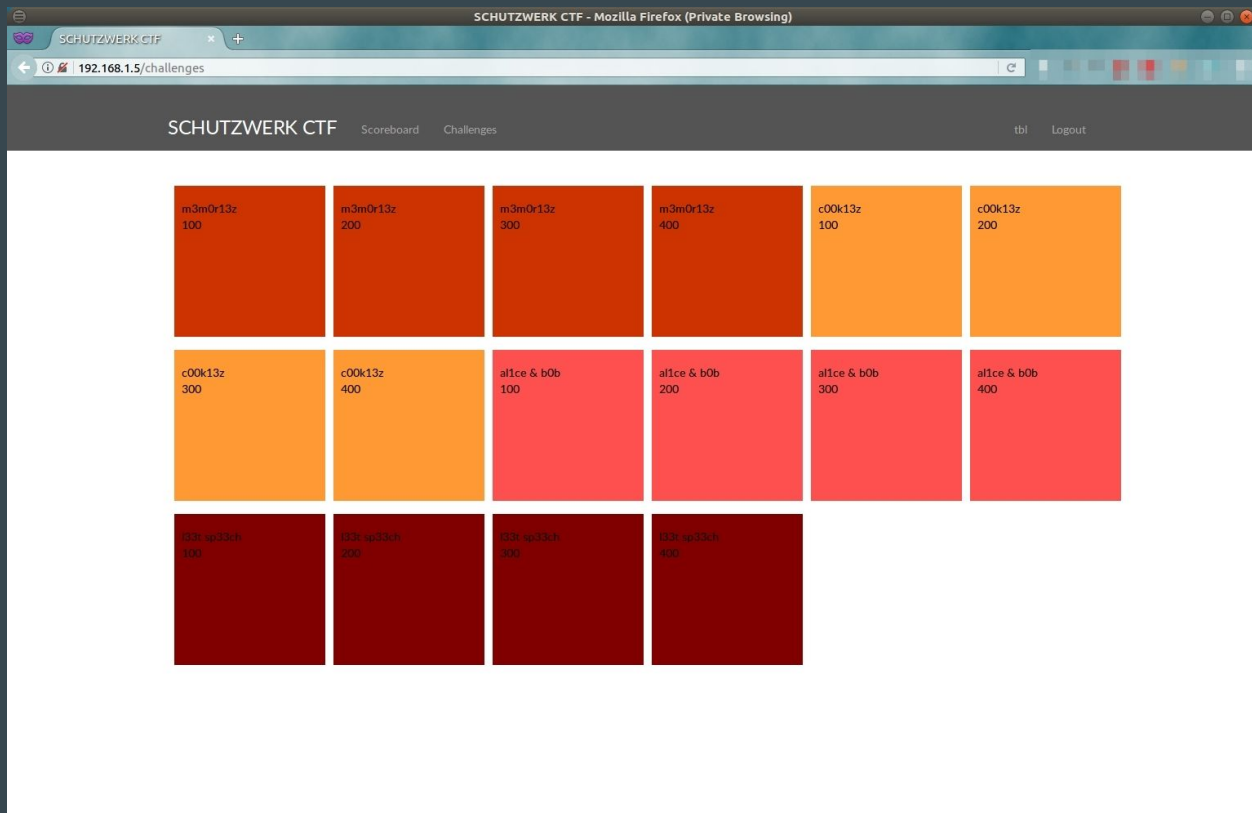 SCHUTZWERK CTF - Mozilla Firefox (Private Browsing)
SCHUTZWERK CTF
192.168.1.5/challenges
SCHUTZWERK CTF Scoreboard Challenges tbl Logout
m3m0r13z
100
m3m0r13z
200
m3m0r13z
300
m3m0r13z
400
c00k13z
100
c00k13z
200
c00k13z
300
c00k13z
400
al1ce & b0b
100
al1ce & b0b
200
al1ce & b0b
300
al1ce & b0b
400
l33t sp33ch
100
l33t sp33ch
200
l33t sp33ch
300
l33t sp33ch
400